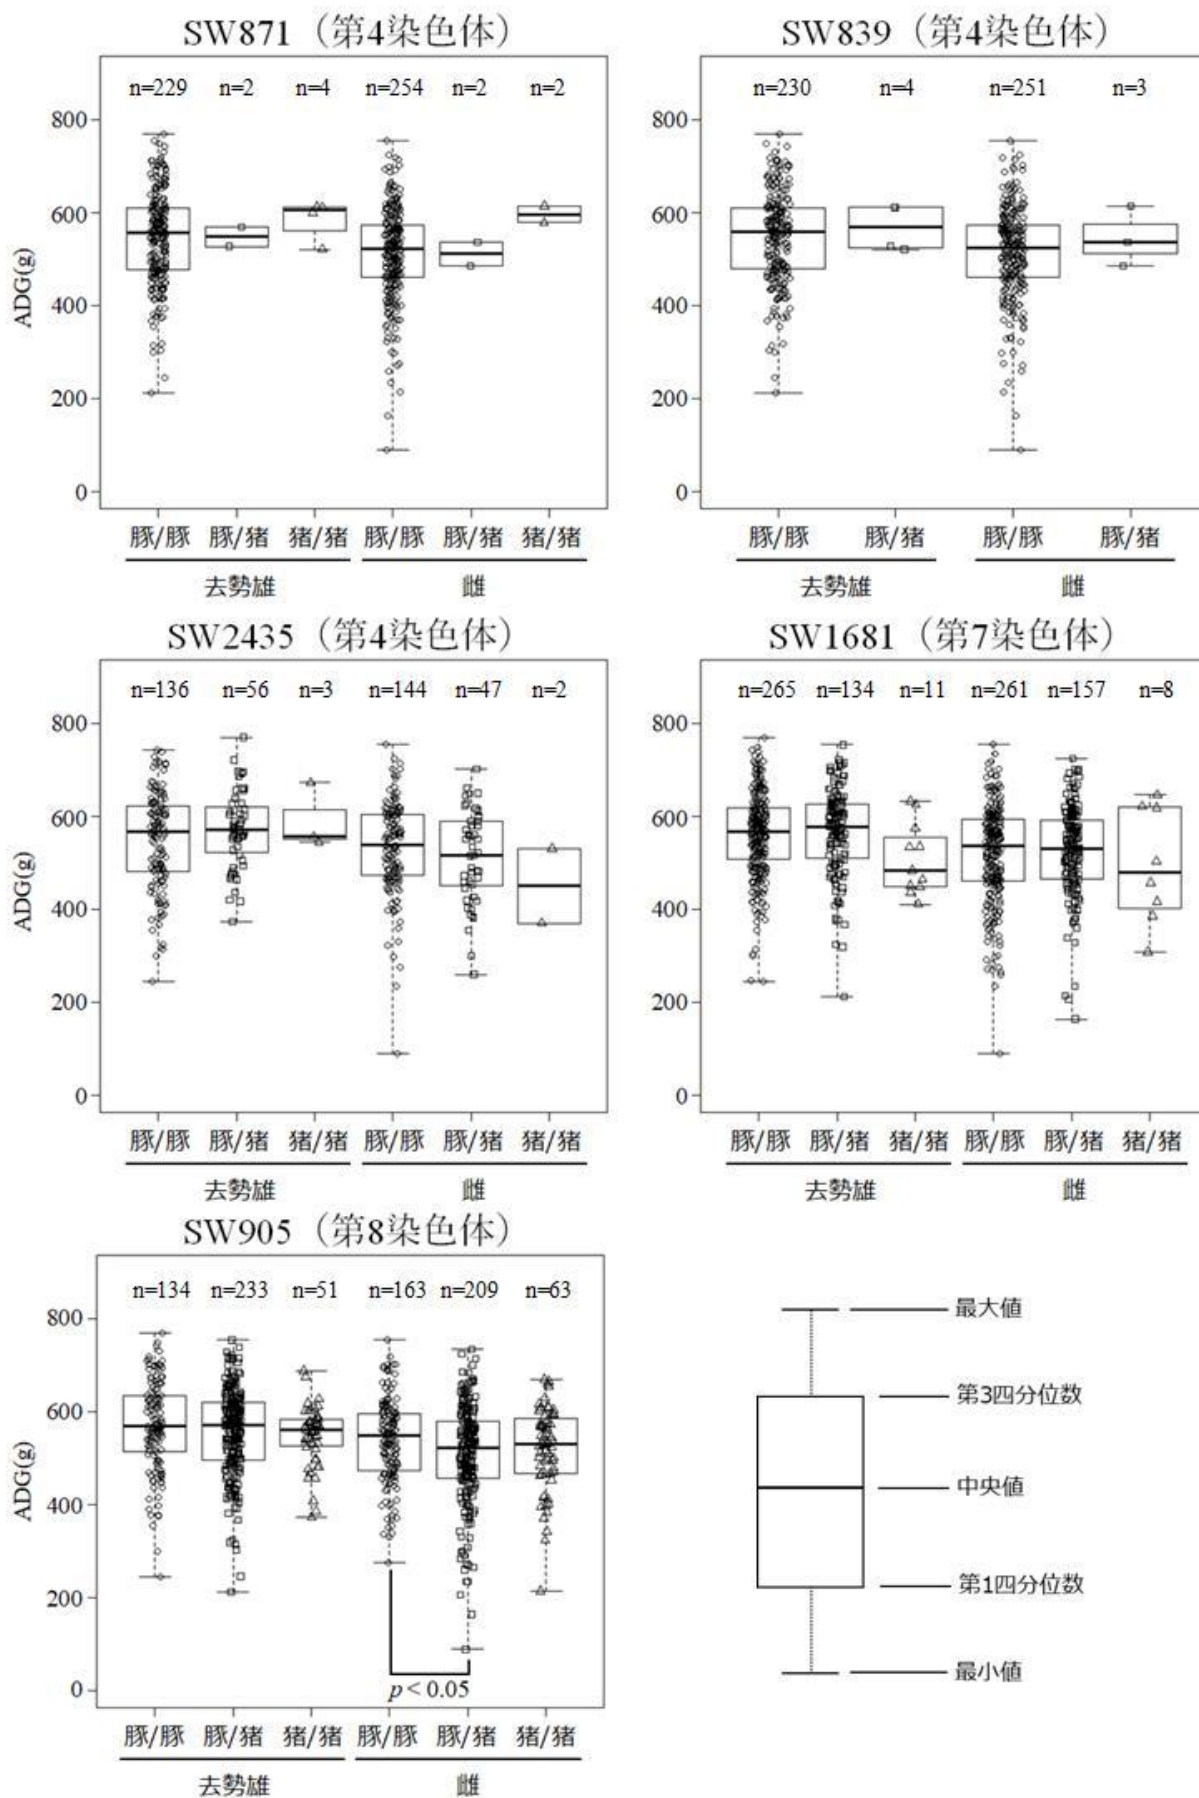 SW871（第4染色体）
n=229 n=2 n=4 n=254 n=2 n=2
800
600
400
200
0
ADG(g)
豚/豚 豚/猪 猪/猪 豚/豚 豚/猪 猪/猪
去勢雄 雌
SW839（第4染色体）
n=230 n=4 n=251 n=3
800
600
400
200
0
豚/豚 豚/猪 豚/豚 豚/猪
去勢雄 雌
SW2435（第4染色体）
n=136 n=56 n=3 n=144 n=47 n=2
800
600
400
200
0
ADG(g)
豚/豚 豚/猪 猪/猪 豚/豚 豚/猪 猪/猪
去勢雄 雌
SW1681（第7染色体）
n=265 n=134 n=11 n=261 n=157 n=8
800
600
400
200
0
豚/豚 豚/猪 猪/猪 豚/豚 豚/猪 猪/猪
去勢雄 雌
SW905（第8染色体）
n=134 n=233 n=51 n=163 n=209 n=63
800
600
400
200
0
ADG(g)
p < 0.05
豚/豚 豚/猪 猪/猪 豚/豚 豚/猪 猪/猪
去勢雄 雌
最大値
第3四分位数
中央値
第1四分位数
最小値